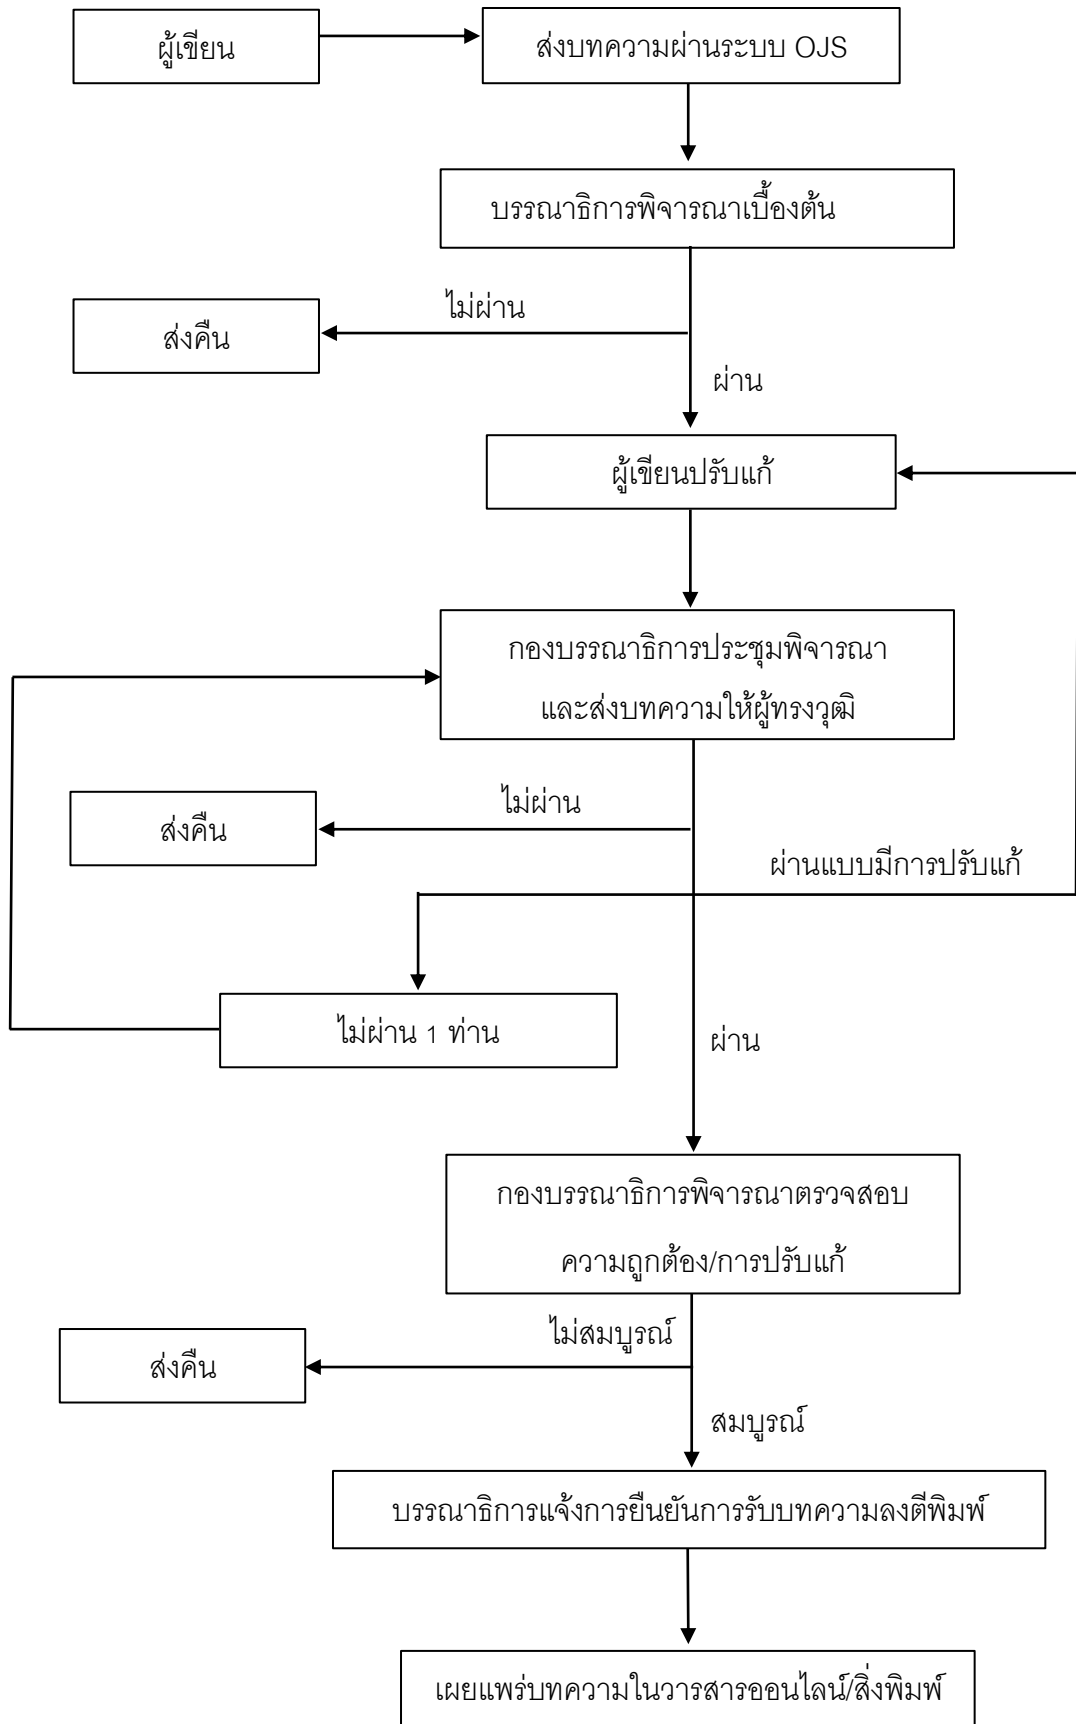 ผู้เขียน
ส่งบทความผ่านระบบ OJS
บรรณาธิการพิจารณาเบื้องต้น
ไม่ผ่าน
ส่งคืน
ผ่าน
ผู้เขียนปรับแก้
กองบรรณาธิการประชุมพิจารณา
และส่งบทความให้ผู้ทรงวุฒิ
ไม่ผ่าน
ส่งคืน
ผ่านแบบมีการปรับแก้
ไม่ผ่าน 1 ท่าน
ผ่าน
กองบรรณาธิการพิจารณาตรวจสอบ
ความถูกต้อง/การปรับแก้
ไม่สมบูรณ์
ส่งคืน
สมบูรณ์
บรรณาธิการแจ้งการยืนยันการรับบทความลงตีพิมพ์
เผยแพร่บทความในวารสารออนไลน์/สิ่งพิมพ์